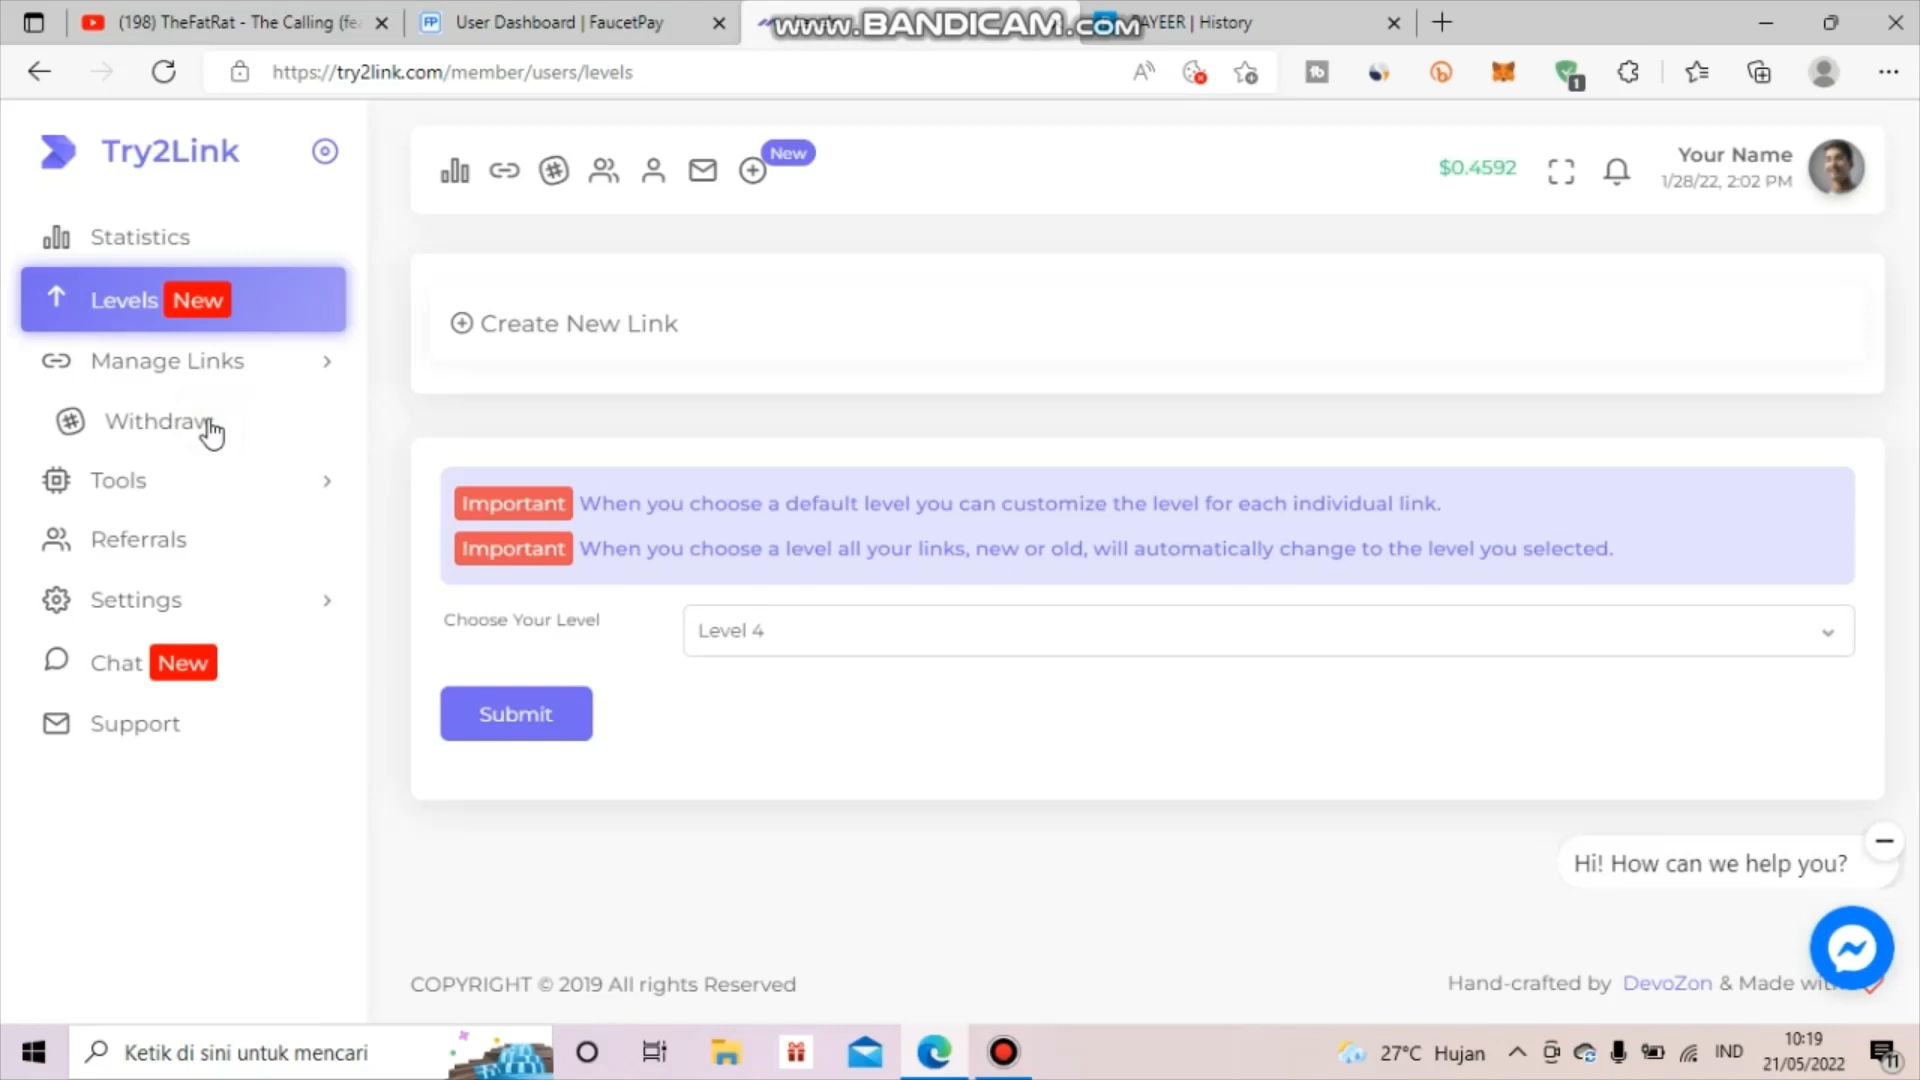 (198) TheFatRat - The Calling (fea
User Dashboard | FaucetPay
www.BANDICAM.com
PAYEER | History
https://try2link.com/member/users/levels
1
Try2Link
New
$0.4592
Your Name
1/28/22, 2:02 PM
Statistics
Levels New
Manage Links
Withdraw
Tools
Referrals
Settings
Chat New
Support
Create New Link
Important When you choose a default level you can customize the level for each individual link.
Important When you choose a level all your links, new or old, will automatically change to the level you selected.
Choose Your Level
Level 4
Submit
Hi! How can we help you?
COPYRIGHT © 2019 All rights Reserved
Hand-crafted by DevoZon & Made with
Ketik di sini untuk mencari
27°C Hujan
IND
10:19
21/05/2022
11